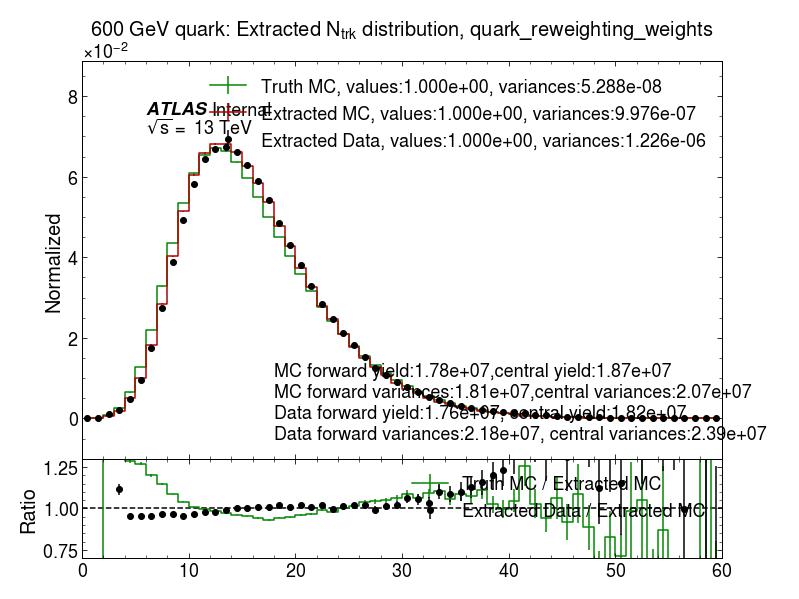 600 GeV quark: Extracted N_trk distribution, quark_reweighting_weights
×10⁻²
Truth MC, values:1.000e+00, variances:5.288e-08
ATLAS Internal
Extracted MC, values:1.000e+00, variances:9.976e-07
√s = 13 TeV
Extracted Data, values:1.000e+00, variances:1.226e-06
8
6
4
2
0
Normalized
MC forward yield:1.78e+07,central yield:1.87e+07
MC forward variances:1.81e+07,central variances:2.07e+07
Data forward yield:1.76e+07, central yield:1.82e+07
Data forward variances:2.18e+07, central variances:2.39e+07
1.25
1.00
0.75
Ratio
Truth MC / Extracted MC
Extracted Data / Extracted MC
0 10 20 30 40 50 60